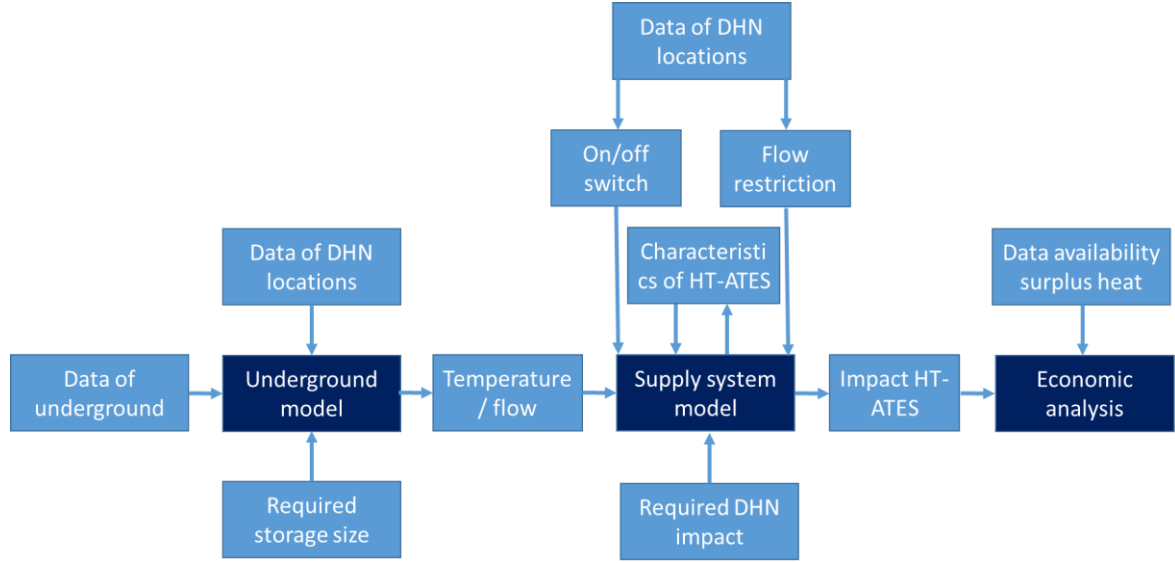 Data of DHN
locations
On/off
switch
Flow
restriction
Data of DHN
locations
Characteristi
cs of HT-ATES
Data availability
surplus heat
Data of
underground
Underground
model
Temperature
/ flow
Supply system
model
Impact HT-
ATES
Economic
analysis
Required
storage size
Required DHN
impact